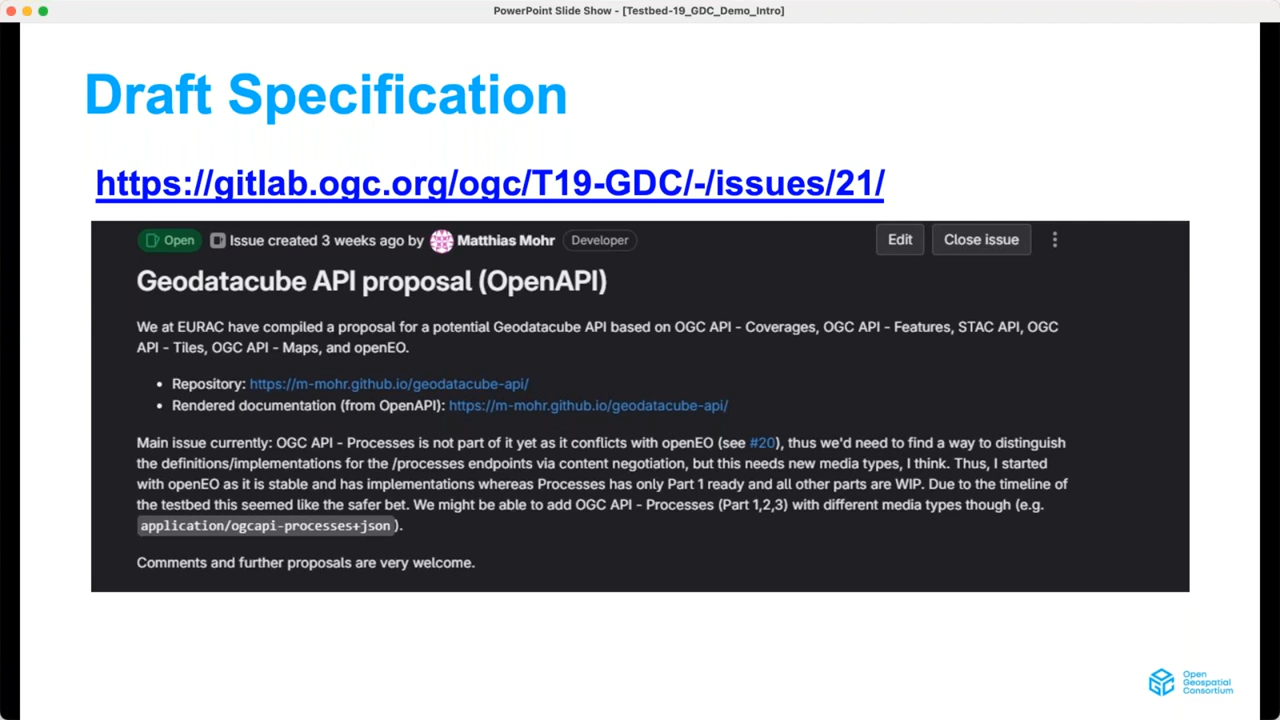 PowerPoint Slide Show - [Testbed-19_GDC_Demo_Intro]
Draft Specification
https://gitlab.ogc.org/ogc/T19-GDC/-/issues/21/
Open Issue created 3 weeks ago by Matthias Mohr Developer Edit Close issue
Geodatacube API proposal (OpenAPI)
We at EURAC have compiled a proposal for a potential Geodatacube API based on OGC API - Coverages, OGC API - Features, STAC API, OGC
API - Tiles, OGC API - Maps, and openEO.
• Repository: https://m-mohr.github.io/geodatacube-api/
• Rendered documentation (from OpenAPI): https://m-mohr.github.io/geodatacube-api/
Main issue currently: OGC API - Processes is not part of it yet as it conflicts with openEO (see #20), thus we'd need to find a way to distinguish
the definitions/implementations for the /processes endpoints via content negotiation, but this needs new media types, I think. Thus, I started
with openEO as it is stable and has implementations whereas Processes has only Part 1 ready and all other parts are WIP. Due to the timeline of
the testbed this seemed like the safer bet. We might be able to add OGC API - Processes (Part 1,2,3) with different media types though (e.g.
application/ogcapi-processes+json).
Comments and further proposals are very welcome.
Open
Geospatial
Consortium